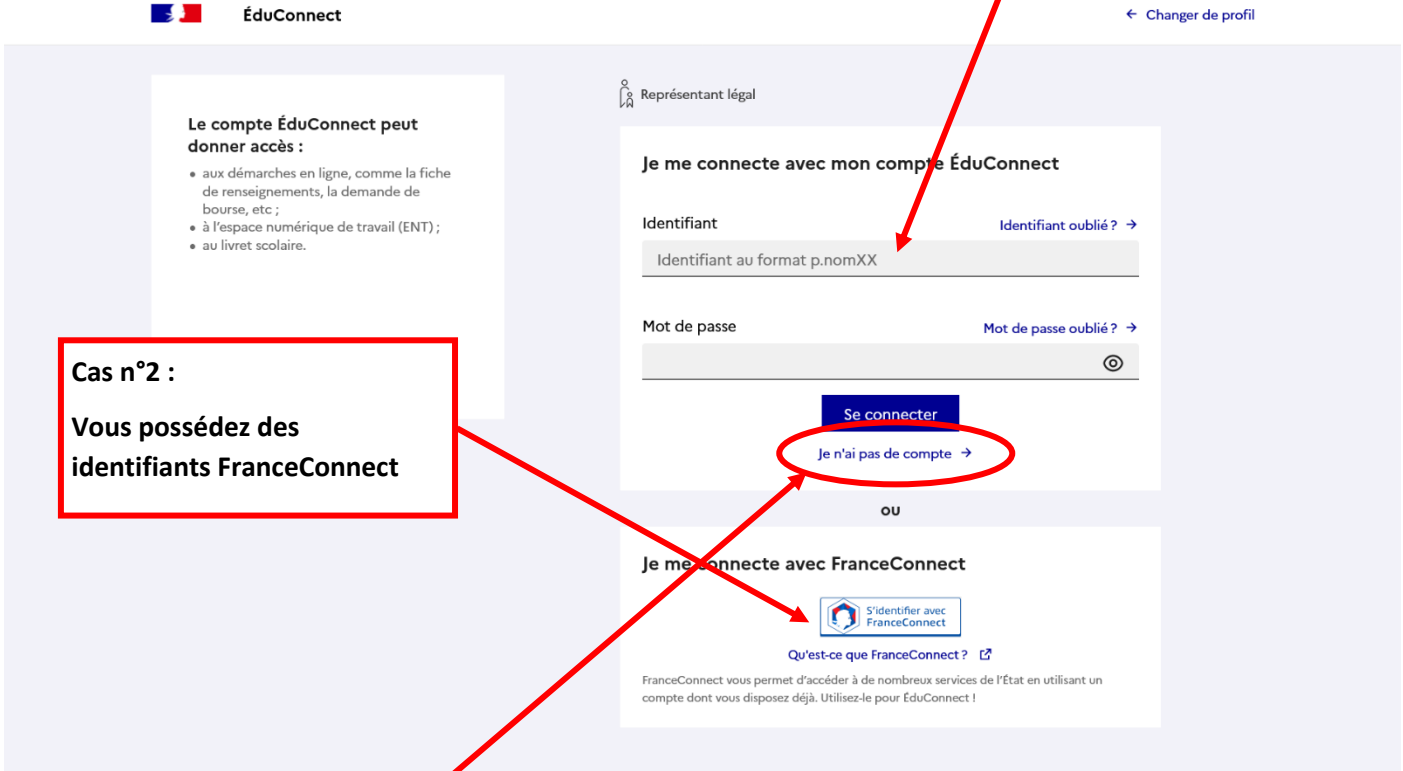 ÉduConnect
← Changer de profil
Le compte ÉduConnect peut
donner accès :
• aux démarches en ligne, comme la fiche
de renseignements, la demande de
bourse, etc ;
• à l'espace numérique de travail (ENT) ;
• au livret scolaire.
Cas n°2 :
Vous possédez des
identifiants FranceConnect
Représentant légal
Je me connecte avec mon compte ÉduConnect
Identifiant
Identifiant oublié ? →
Identifiant au format p.nomXX
Mot de passe
Mot de passe oublié ? →
Se connecter
Je n'ai pas de compte →
ou
Je me connecte avec FranceConnect
S'identifier avec
FranceConnect
Qu'est-ce que FranceConnect ?
FranceConnect vous permet d'accéder à de nombreux services de l'État en utilisant un
compte dont vous disposez déjà. Utilisez-le pour ÉduConnect !